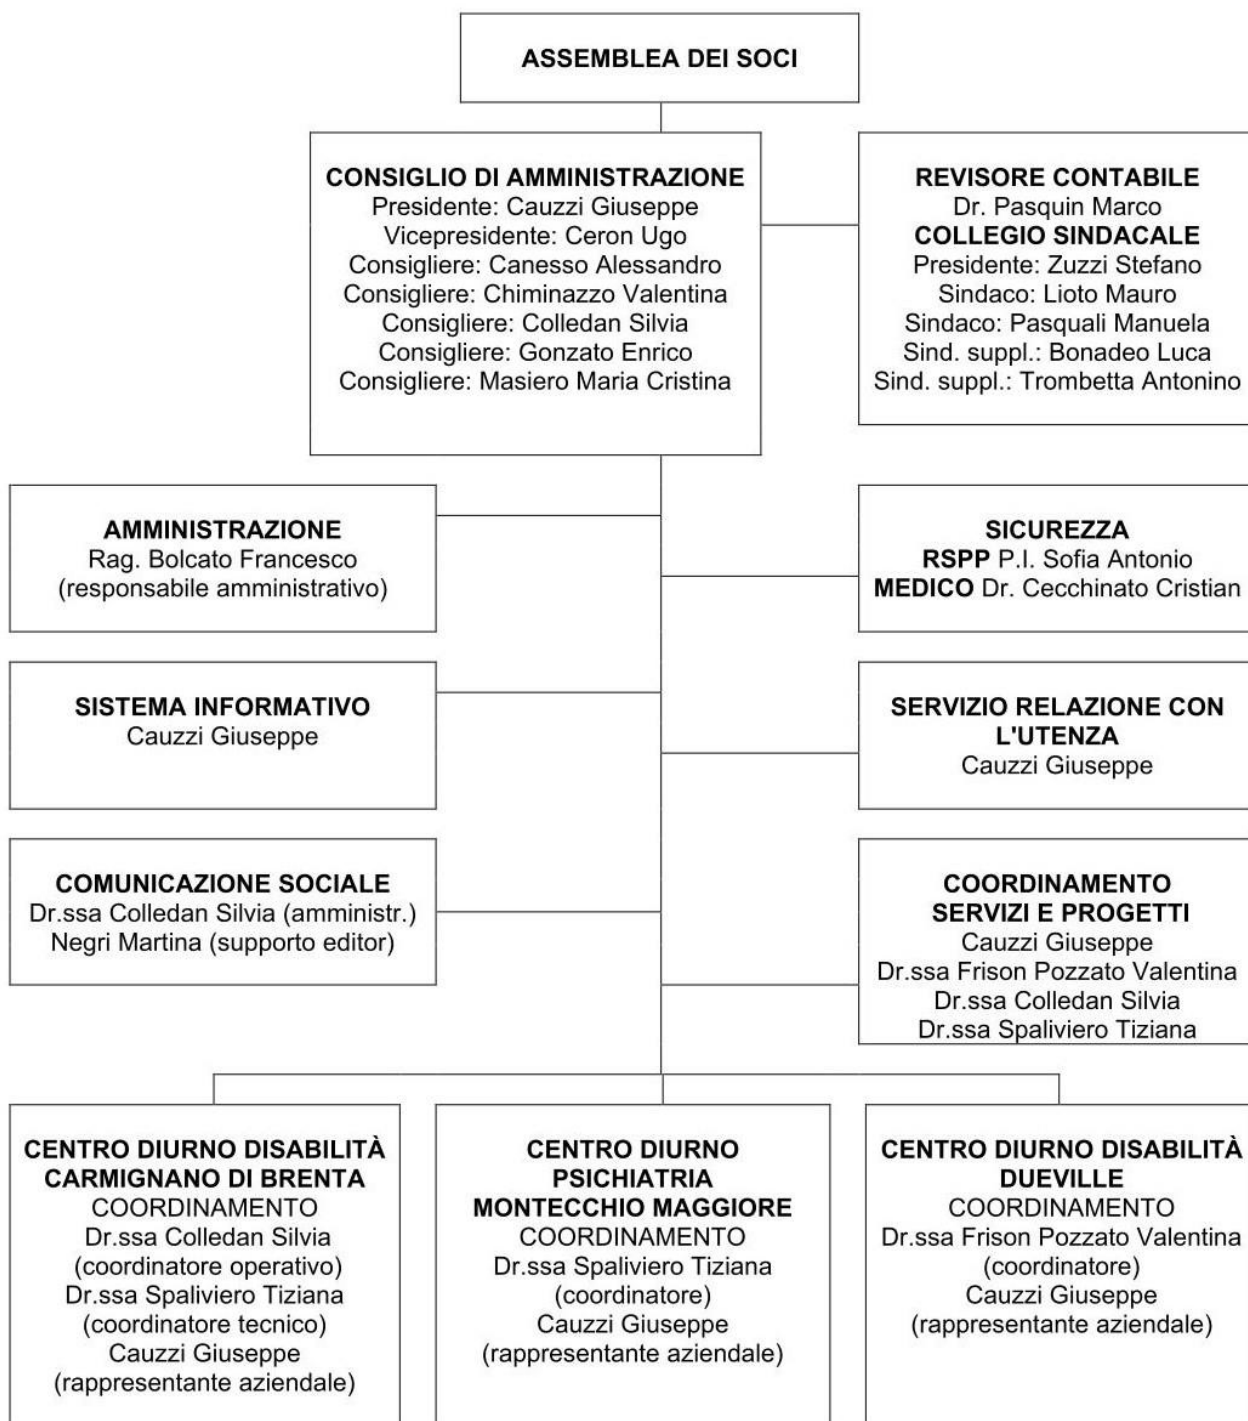 ASSEMBLEA DEI SOCI
CONSIGLIO DI AMMINISTRAZIONE
Presidente: Cauzzi Giuseppe
Vicepresidente: Ceron Ugo
Consigliere: Canesso Alessandro
Consigliere: Chiminazzo Valentina
Consigliere: Colledan Silvia
Consigliere: Gonzato Enrico
Consigliere: Masiero Maria Cristina
REVISORE CONTABILE
Dr. Pasquin Marco
COLLEGIO SINDACALE
Presidente: Zuzzi Stefano
Sindaco: Lioto Mauro
Sindaco: Pasquali Manuela
Sind. suppl.: Bonadeo Luca
Sind. suppl.: Trombetta Antonino
AMMINISTRAZIONE
Rag. Bolcato Francesco
(responsabile amministrativo)
SICUREZZA
RSPP P.I. Sofia Antonio
MEDICO Dr. Cecchinato Cristian
SISTEMA INFORMATIVO
Cauzzi Giuseppe
SERVIZIO RELAZIONE CON
L'UTENZA
Cauzzi Giuseppe
COMUNICAZIONE SOCIALE
Dr.ssa Colledan Silvia (amministr.)
Negri Martina (supporto editor)
COORDINAMENTO
SERVIZI E PROGETTI
Cauzzi Giuseppe
Dr.ssa Frison Pozzato Valentina
Dr.ssa Colledan Silvia
Dr.ssa Spaliviero Tiziana
CENTRO DIURNO DISABILITÀ
CARMIGNANO DI BRENTA
COORDINAMENTO
Dr.ssa Colledan Silvia
(coordinatore operativo)
Dr.ssa Spaliviero Tiziana
(coordinatore tecnico)
Cauzzi Giuseppe
(rappresentante aziendale)
CENTRO DIURNO
PSICHIATRIA
MONTECCHIO MAGGIORE
COORDINAMENTO
Dr.ssa Spaliviero Tiziana
(coordinatore)
Cauzzi Giuseppe
(rappresentante aziendale)
CENTRO DIURNO DISABILITÀ
DUEVILLE
COORDINAMENTO
Dr.ssa Frison Pozzato Valentina
(coordinatore)
Cauzzi Giuseppe
(rappresentante aziendale)